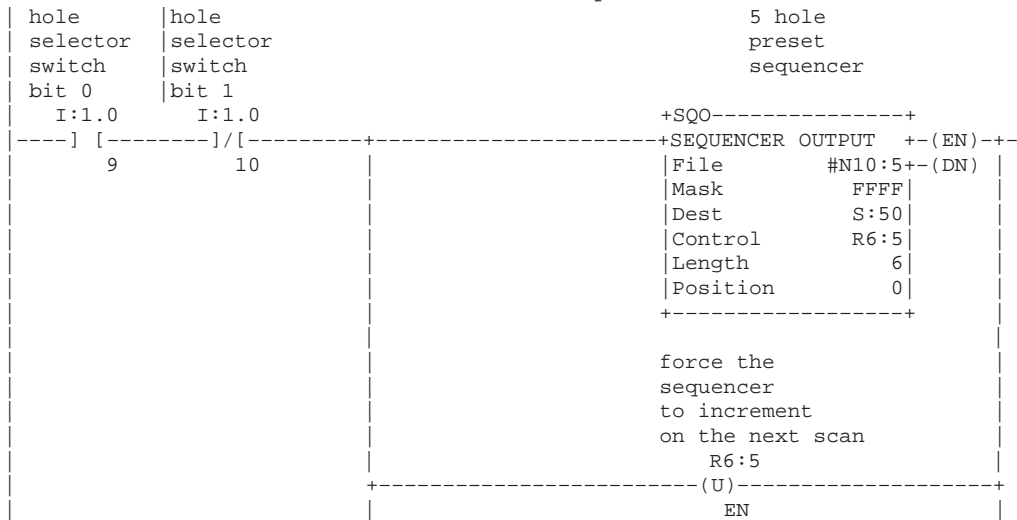 | hole      |hole                                      5 hole
| selector  |selector                                  preset
| switch    |switch                                    sequencer
| bit 0     |bit 1
|   I:1.0      I:1.0                            +SQO---------------+
|----] [--------]/[---------+----------------------+SEQUENCER OUTPUT  +-(EN)-+-
|       9         10        |                      |File        #N10:5+-(DN) |
|                           |                      |Mask          FFFF|      |
|                           |                      |Dest          S:50|      |
|                           |                      |Control       R6:5|      |
|                           |                      |Length           6|      |
|                           |                      |Position         0|      |
|                           |                      +------------------+      |
|                           |                                                |
|                           |                      force the                 |
|                           |                      sequencer                 |
|                           |                      to increment              |
|                           |                      on the next scan          |
|                           |                          R6:5                  |
|                           +-------------------------(U)--------------------+
|                           |                           EN                   |